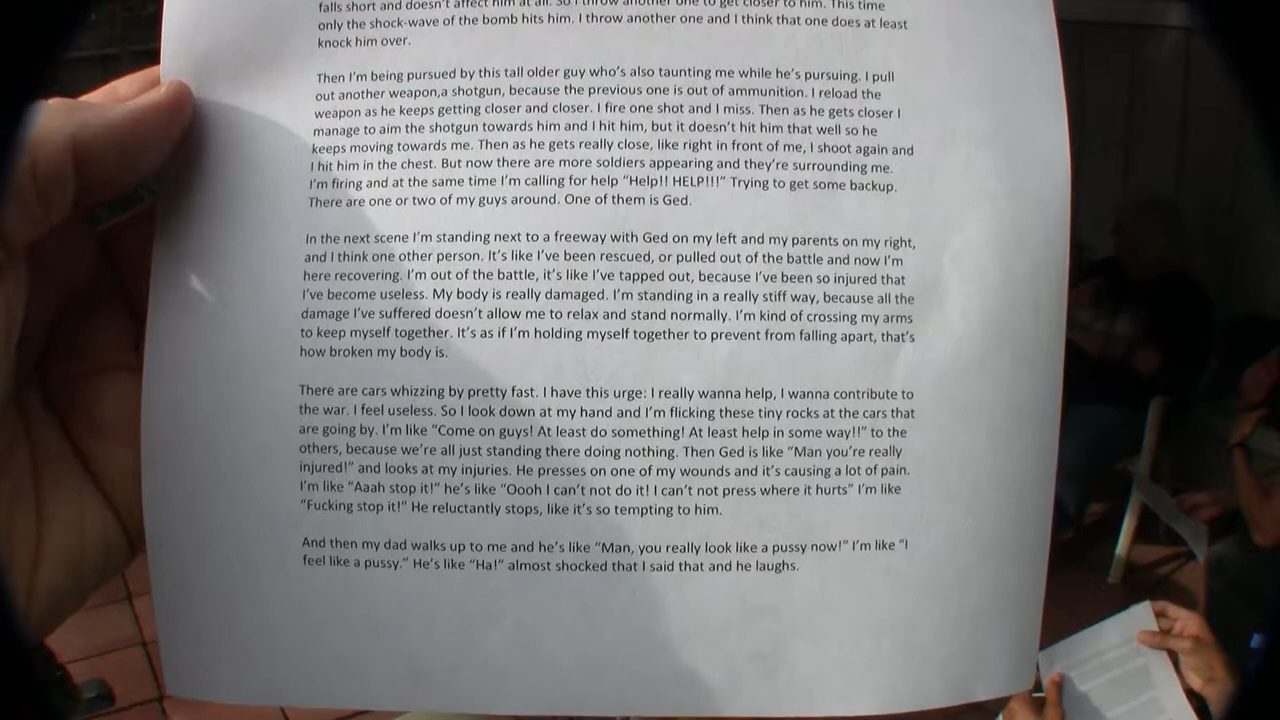 falls short and doesn't affect him at all. So I throw another one to get closer to him. This time
only the shock-wave of the bomb hits him. I throw another one and I think that one does at least
knock him over.
Then I'm being pursued by this tall older guy who's also taunting me while he's pursuing. I pull
out another weapon,a shotgun, because the previous one is out of ammunition. I reload the
weapon as he keeps getting closer and closer. I fire one shot and I miss. Then as he gets closer I
manage to aim the shotgun towards him and I hit him, but it doesn't hit him that well so he
keeps moving towards me. Then as he gets really close, like right in front of me, I shoot again and
I hit him in the chest. But now there are more soldiers appearing and they're surrounding me.
I'm firing and at the same time I'm calling for help "Help!! HELP!!!" Trying to get some backup.
There are one or two of my guys around. One of them is Ged.
In the next scene I'm standing next to a freeway with Ged on my left and my parents on my right,
and I think one other person. It's like I've been rescued, or pulled out of the battle and now I'm
here recovering. I'm out of the battle, it's like I've tapped out, because I've been so injured that
I've become useless. My body is really damaged. I'm standing in a really stiff way, because all the
damage I've suffered doesn't allow me to relax and stand normally. I'm kind of crossing my arms
to keep myself together. It's as if I'm holding myself together to prevent from falling apart, that's
how broken my body is.
There are cars whizzing by pretty fast. I have this urge: I really wanna help, I wanna contribute to
the war. I feel useless. So I look down at my hand and I'm flicking these tiny rocks at the cars that
are going by. I'm like "Come on guys! At least do something! At least help in some way!!" to the
others, because we're all just standing there doing nothing. Then Ged is like "Man you're really
injured!" and looks at my injuries. He presses on one of my wounds and it's causing a lot of pain.
I'm like "Aaah stop it!" he's like "Oooh I can't not do it! I can't not press where it hurts" I'm like
"Fucking stop it!" He reluctantly stops, like it's so tempting to him.
And then my dad walks up to me and he's like "Man, you really look like a pussy now!" I'm like "I
feel like a pussy." He's like "Ha!" almost shocked that I said that and he laughs.